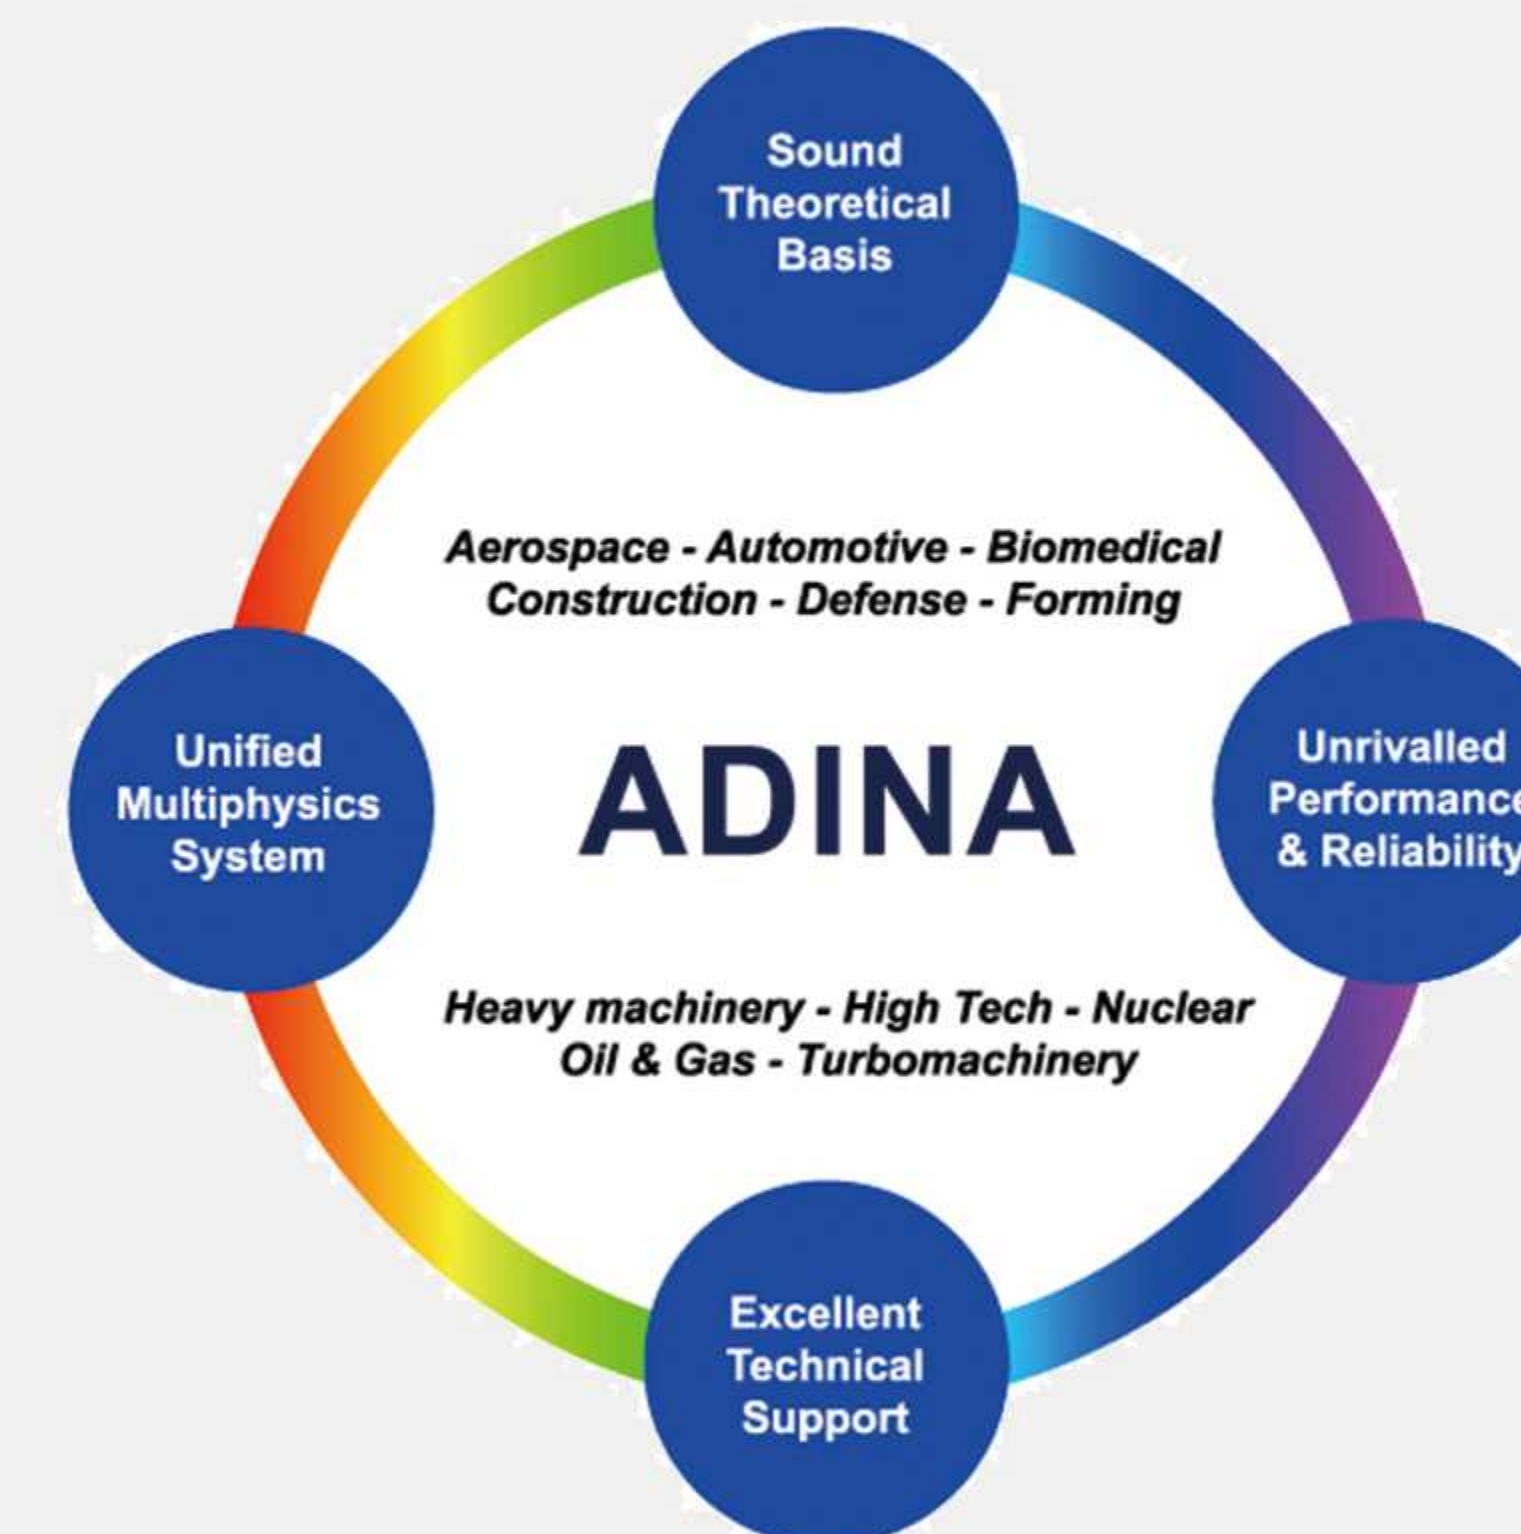 Sound
Theoretical
Basis
Aerospace - Automotive - Biomedical
Construction - Defense - Forming
Unified
Multiphysics
System
ADINA
Unrivalled
Performance
& Reliability
Heavy machinery - High Tech - Nuclear
Oil & Gas - Turbomachinery
Excellent
Technical
Support